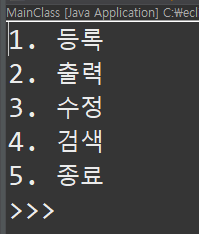 MainClass [Java Application] C:\ecl
1. 등록
2. 출력
3. 수정
4. 검색
5. 종료
>>>